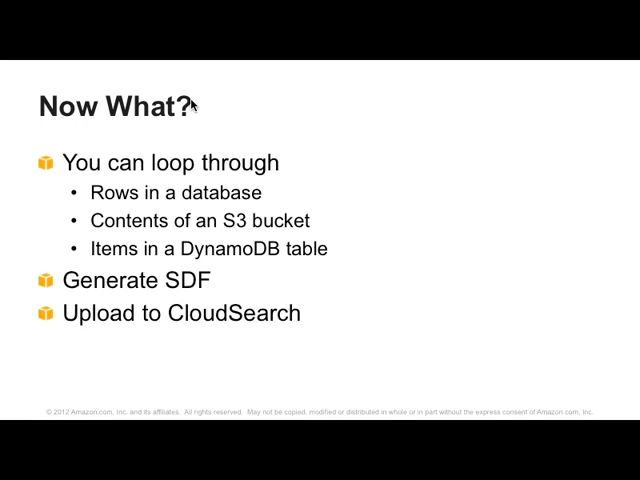 Now What?
You can loop through
• Rows in a database
• Contents of an S3 bucket
• Items in a DynamoDB table
Generate SDF
Upload to CloudSearch
© 2012 Amazon.com, Inc. and its affiliates. All rights reserved. May not be copied, modified or distributed in whole or in part without the express consent of Amazon.com, Inc.